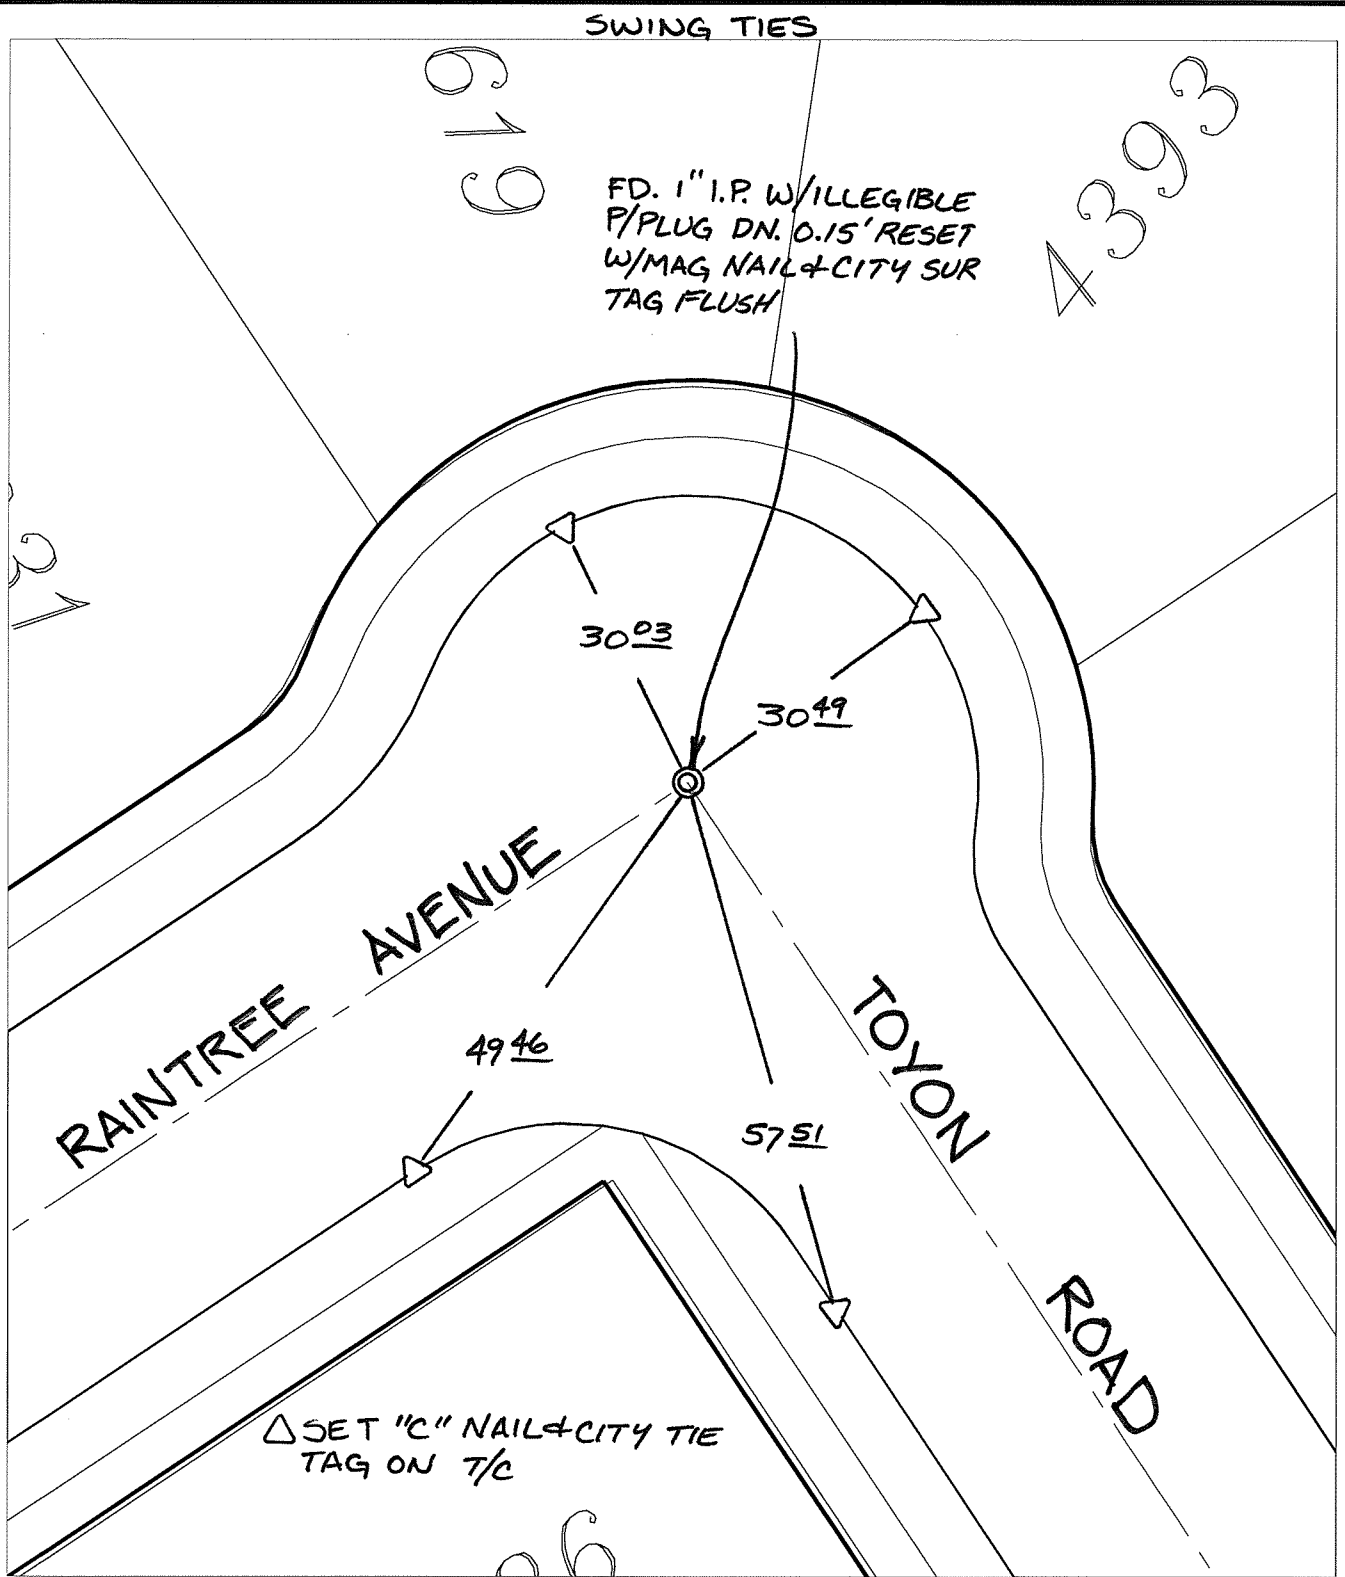 SWING TIES
619
4393
FD. 1" I.P. W/ILLEGIBLE
P/PLUG DN. 0.15' RESET
W/MAG NAIL & CITY SUR
TAG FLUSH
31
30 03
30 49
RAINTREE AVENUE
49 46
57 51
TOYON ROAD
△ SET "C" NAIL & CITY TIE
TAG ON T/C